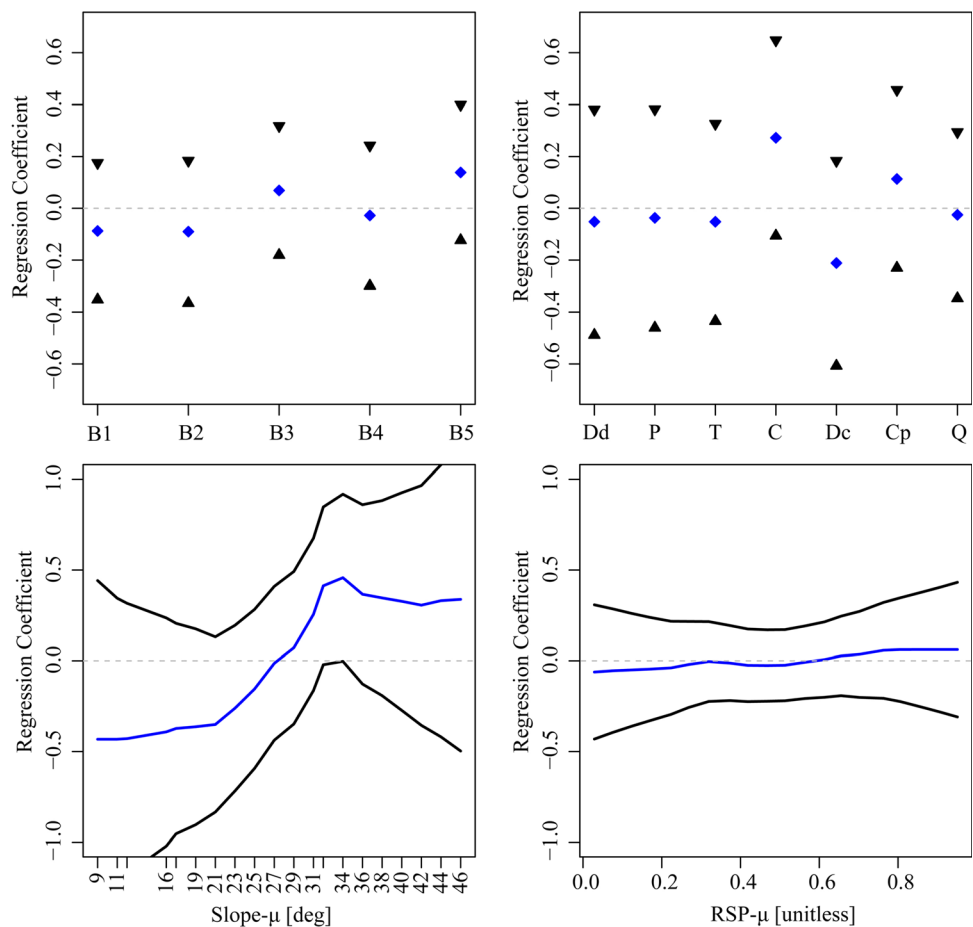 Regression Coefficient
0.6
0.4
0.2
0.0
−0.2
−0.4
−0.6
B1 B2 B3 B4 B5
Regression Coefficient
0.6
0.4
0.2
0.0
−0.2
−0.4
−0.6
Dd P T C Dc Cp Q
Regression Coefficient
1.0
0.5
0.0
−0.5
−1.0
9 11 16 19 21 23 25 27 29 31 34 36 38 40 42 44 46
Slope-μ [deg]
Regression Coefficient
1.0
0.5
0.0
−0.5
−1.0
0.0 0.2 0.4 0.6 0.8
RSP-μ [unitless]